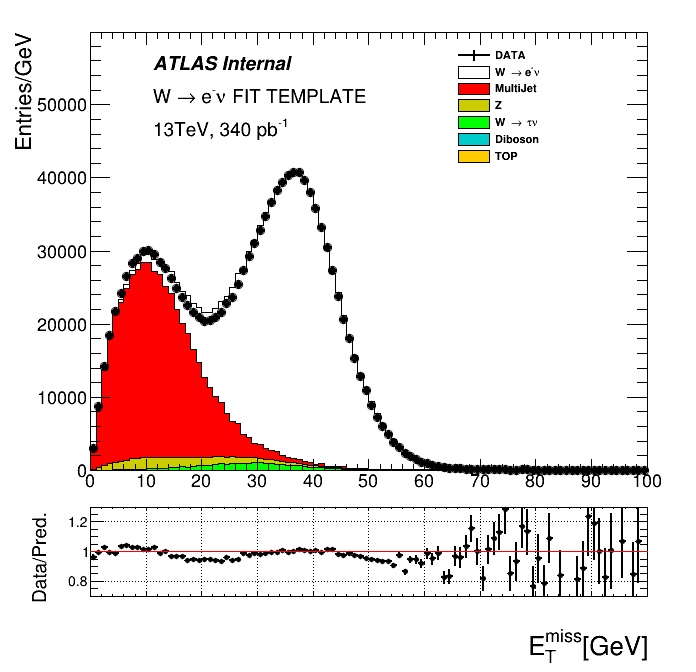 Entries/GeV
50000
40000
30000
20000
10000
0
ATLAS Internal
W → e⁻ν FIT TEMPLATE
13TeV, 340 pb⁻¹
DATA
W → e⁻ν
MultiJet
Z
W → τν
Diboson
TOP
0 10 20 30 40 50 60 70 80 90 100
Data/Pred.
1.2
1
0.8
E_T^miss[GeV]